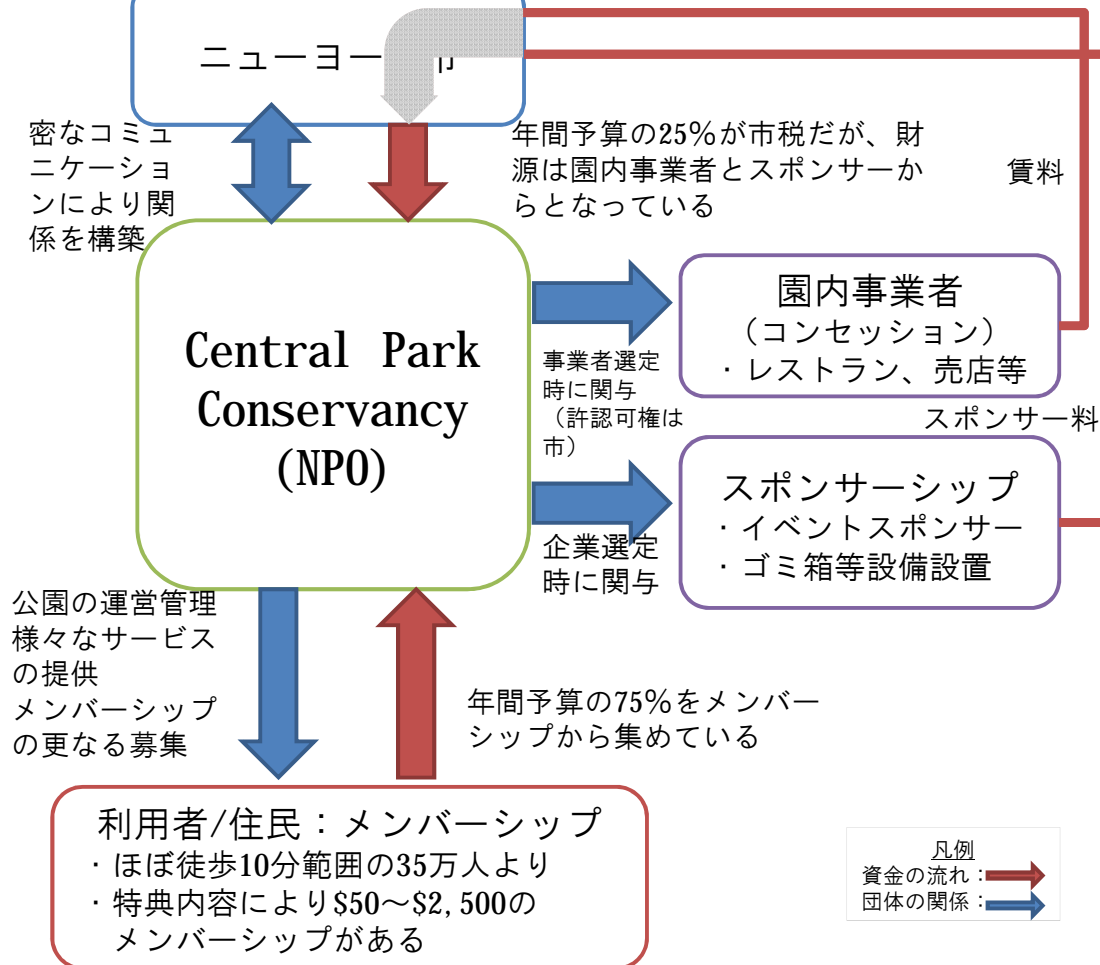 ニューヨー
密なコミュ
ニケーショ
ンにより関
係を構築
年間予算の25%が市税だが、財
源は園内事業者とスポンサーか
らとなっている
賃料
Central Park
Conservancy
(NPO)
事業者選定
時に関与
(許認可権は
市)
園内事業者
(コンセッション)
・レストラン、売店等
スポンサー料
企業選定
時に関与
スポンサーシップ
・イベントスポンサー
・ゴミ箱等設備設置
公園の運営管理
様々なサービス
の提供
メンバーシップ
の更なる募集
年間予算の75%をメンバー
シップから集めている
利用者/住民:メンバーシップ
・ほぼ徒歩10分範囲の35万人より
・特典内容により$50~$2,500の
メンバーシップがある
凡例
資金の流れ:
団体の関係: